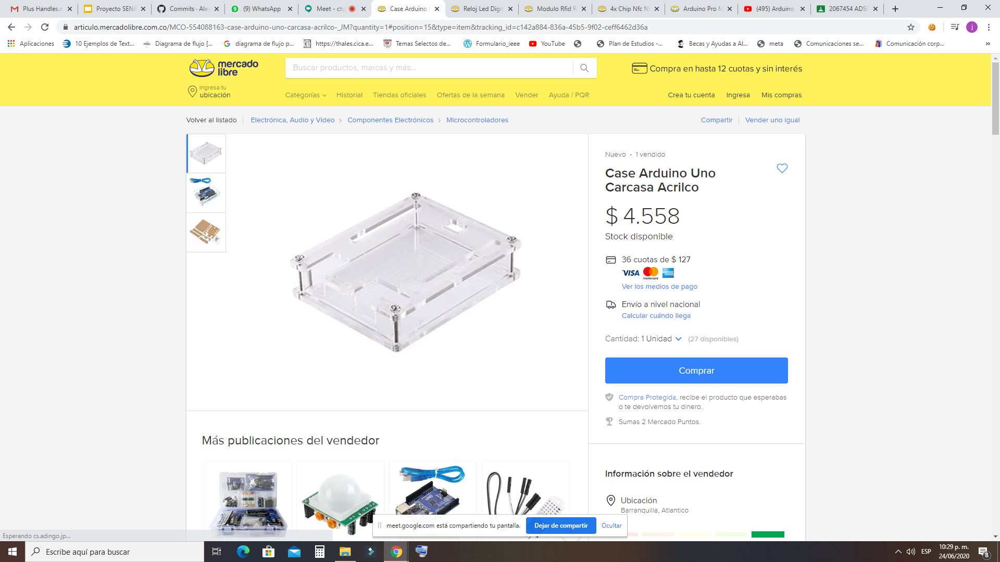 Plus Handles.n
Proyecto SENA
Commits · Alex
(9) WhatsApp
Meet - cto
Case Arduino
Reloj Led Digit
Modulo Rfid R
4x Chip Nfc Nt
Arduino Pro M
(495) Arduino
2067454 ADSI
articulo.mercadolibre.com.co/MCO-554088163-case-arduino-uno-carcasa-acrilco-_JM?quantity=1#position=15&type=item&tracking_id=c142a884-836a-45b5-9f02-ceff6462d36a
j
Aplicaciones
10 Ejemplos de Text...
Diagrama de flujo [...
diagrama de flujo p...
https://thales.cica.e...
Temas Selectos de...
Formulario_ieee
YouTube
Plan de Estudios -...
Becas y Ayudas a Al...
meta
Comunicaciones se...
Comunicación corp...
»
mercado
libre
Buscar productos, marcas y más...
Compra en hasta 12 cuotas y sin interés
Ingresa tu
ubicación
Categorías
Historial
Tiendas oficiales
Ofertas de la semana
Vender
Ayuda / PQR
Crea tu cuenta
Ingresa
Mis compras
Volver al listado
Electrónica, Audio y Video
Componentes Electrónicos
Microcontroladores
Compartir
Vender uno igual
Nuevo - 1 vendido
Case Arduino Uno
Carcasa Acrilco
$ 4.558
Stock disponible
36 cuotas de $ 127
VISA
mastercard
Ver los medios de pago
Envío a nivel nacional
Calcular cuándo llega
Cantidad: 1 Unidad (27 disponibles)
Comprar
Compra Protegida, recibe el producto que esperabas
o te devolvemos tu dinero.
Sumas 2 Mercado Puntos.
Más publicaciones del vendedor
UNO
Información sobre el vendedor
Ubicación
Barranquilla, Atlantico
meet.google.com está compartiendo tu pantalla.
Dejar de compartir
Ocultar
Esperando cs.adingo.jp...
Escribe aquí para buscar
ESP
10:29 p. m.
24/06/2020
8